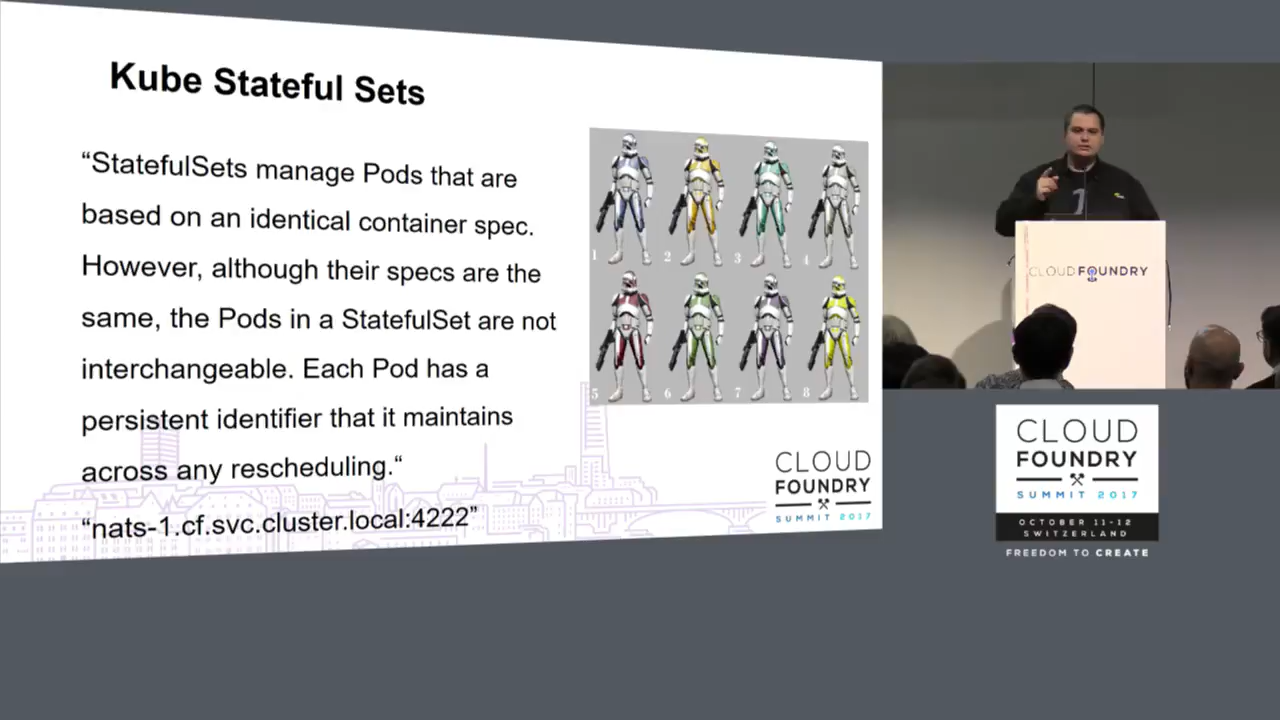 Kube Stateful Sets
“StatefulSets manage Pods that are
based on an identical container spec.
However, although their specs are the
same, the Pods in a StatefulSet are not
interchangeable. Each Pod has a
persistent identifier that it maintains
across any rescheduling.“
“nats-1.cf.svc.cluster.local:4222”
1 2 3 4
5 6 7 8
CLOUD
FOUNDRY
SUMMIT 2017
CLOUD FOUNDRY
CLOUD
FOUNDRY
SUMMIT 2017
OCTOBER 11-12
SWITZERLAND
FREEDOM TO CREATE